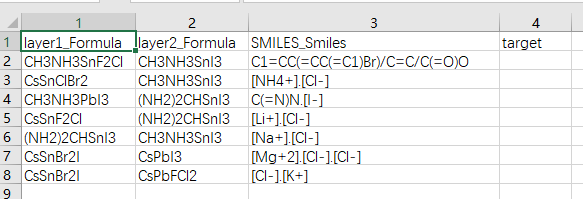 1 2 3 4
1 layer1_Formula layer2_Formula SMILES_Smiles target
2 CH3NH3SnF2Cl CH3NH3SnI3 C1=CC(=CC(=C1)Br)/C=C/C(=O)O
3 CsSnClBr2 CH3NH3SnI3 [NH4+].[Cl-]
4 CH3NH3PbI3 (NH2)2CHSnI3 C(=N)N.[I-]
5 CsSnF2Cl (NH2)2CHSnI3 [Li+].[Cl-]
6 (NH2)2CHSnI3 CH3NH3SnI3 [Na+].[Cl-]
7 CsSnBr2I CsPbI3 [Mg+2].[Cl-].[Cl-]
8 CsSnBr2I CsPbFCl2 [Cl-].[K+]
9